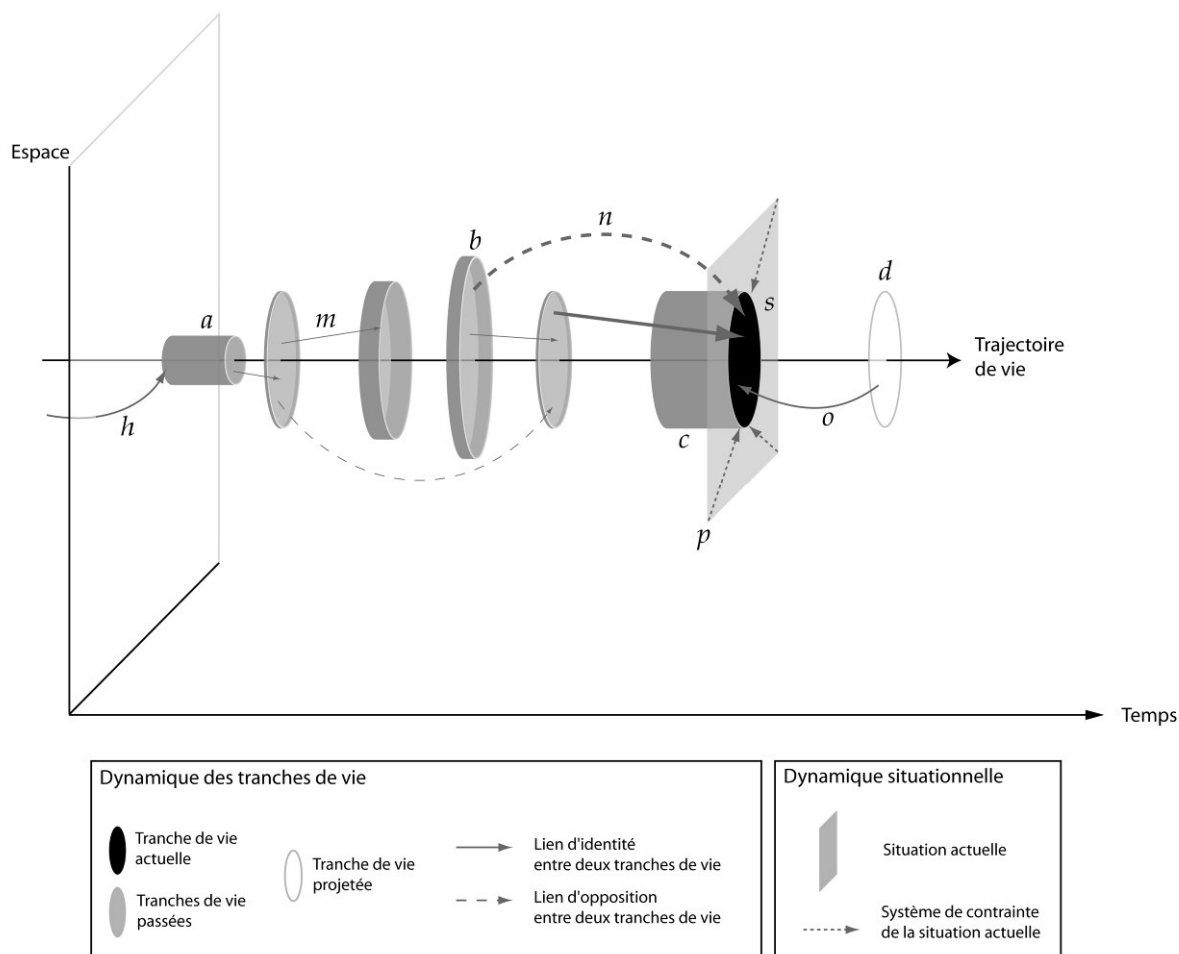 Espace
n
b
d
a
s
m
Trajectoire
de vie
h
o
c
p
Temps
Dynamique des tranches de vie
Tranche de vie
actuelle
Tranches de vie
passées
Tranche de vie
projetée
Lien d'identité
entre deux tranches de vie
Lien d'opposition
entre deux tranches de vie
Dynamique situationnelle
Situation actuelle
Système de contrainte
de la situation actuelle